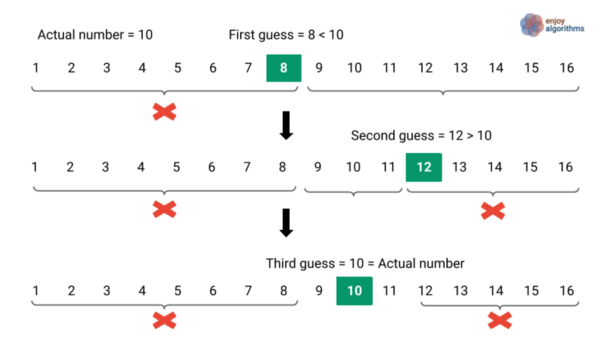 enjoy
algorithms
Actual number = 10 First guess = 8 < 10
1 2 3 4 5 6 7 8 9 10 11 12 13 14 15 16
Second guess = 12 > 10
1 2 3 4 5 6 7 8 9 10 11 12 13 14 15 16
Third guess = 10 = Actual number
1 2 3 4 5 6 7 8 9 10 11 12 13 14 15 16